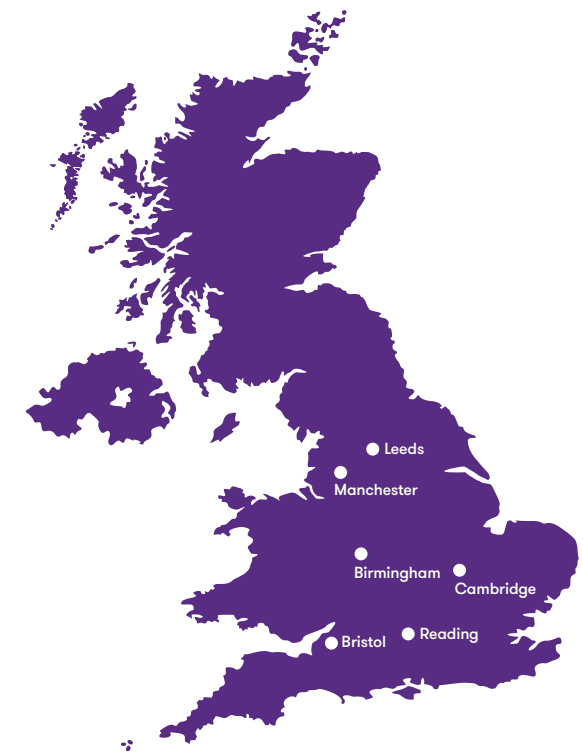 Leeds
Manchester
Birmingham
Cambridge
Reading
Bristol